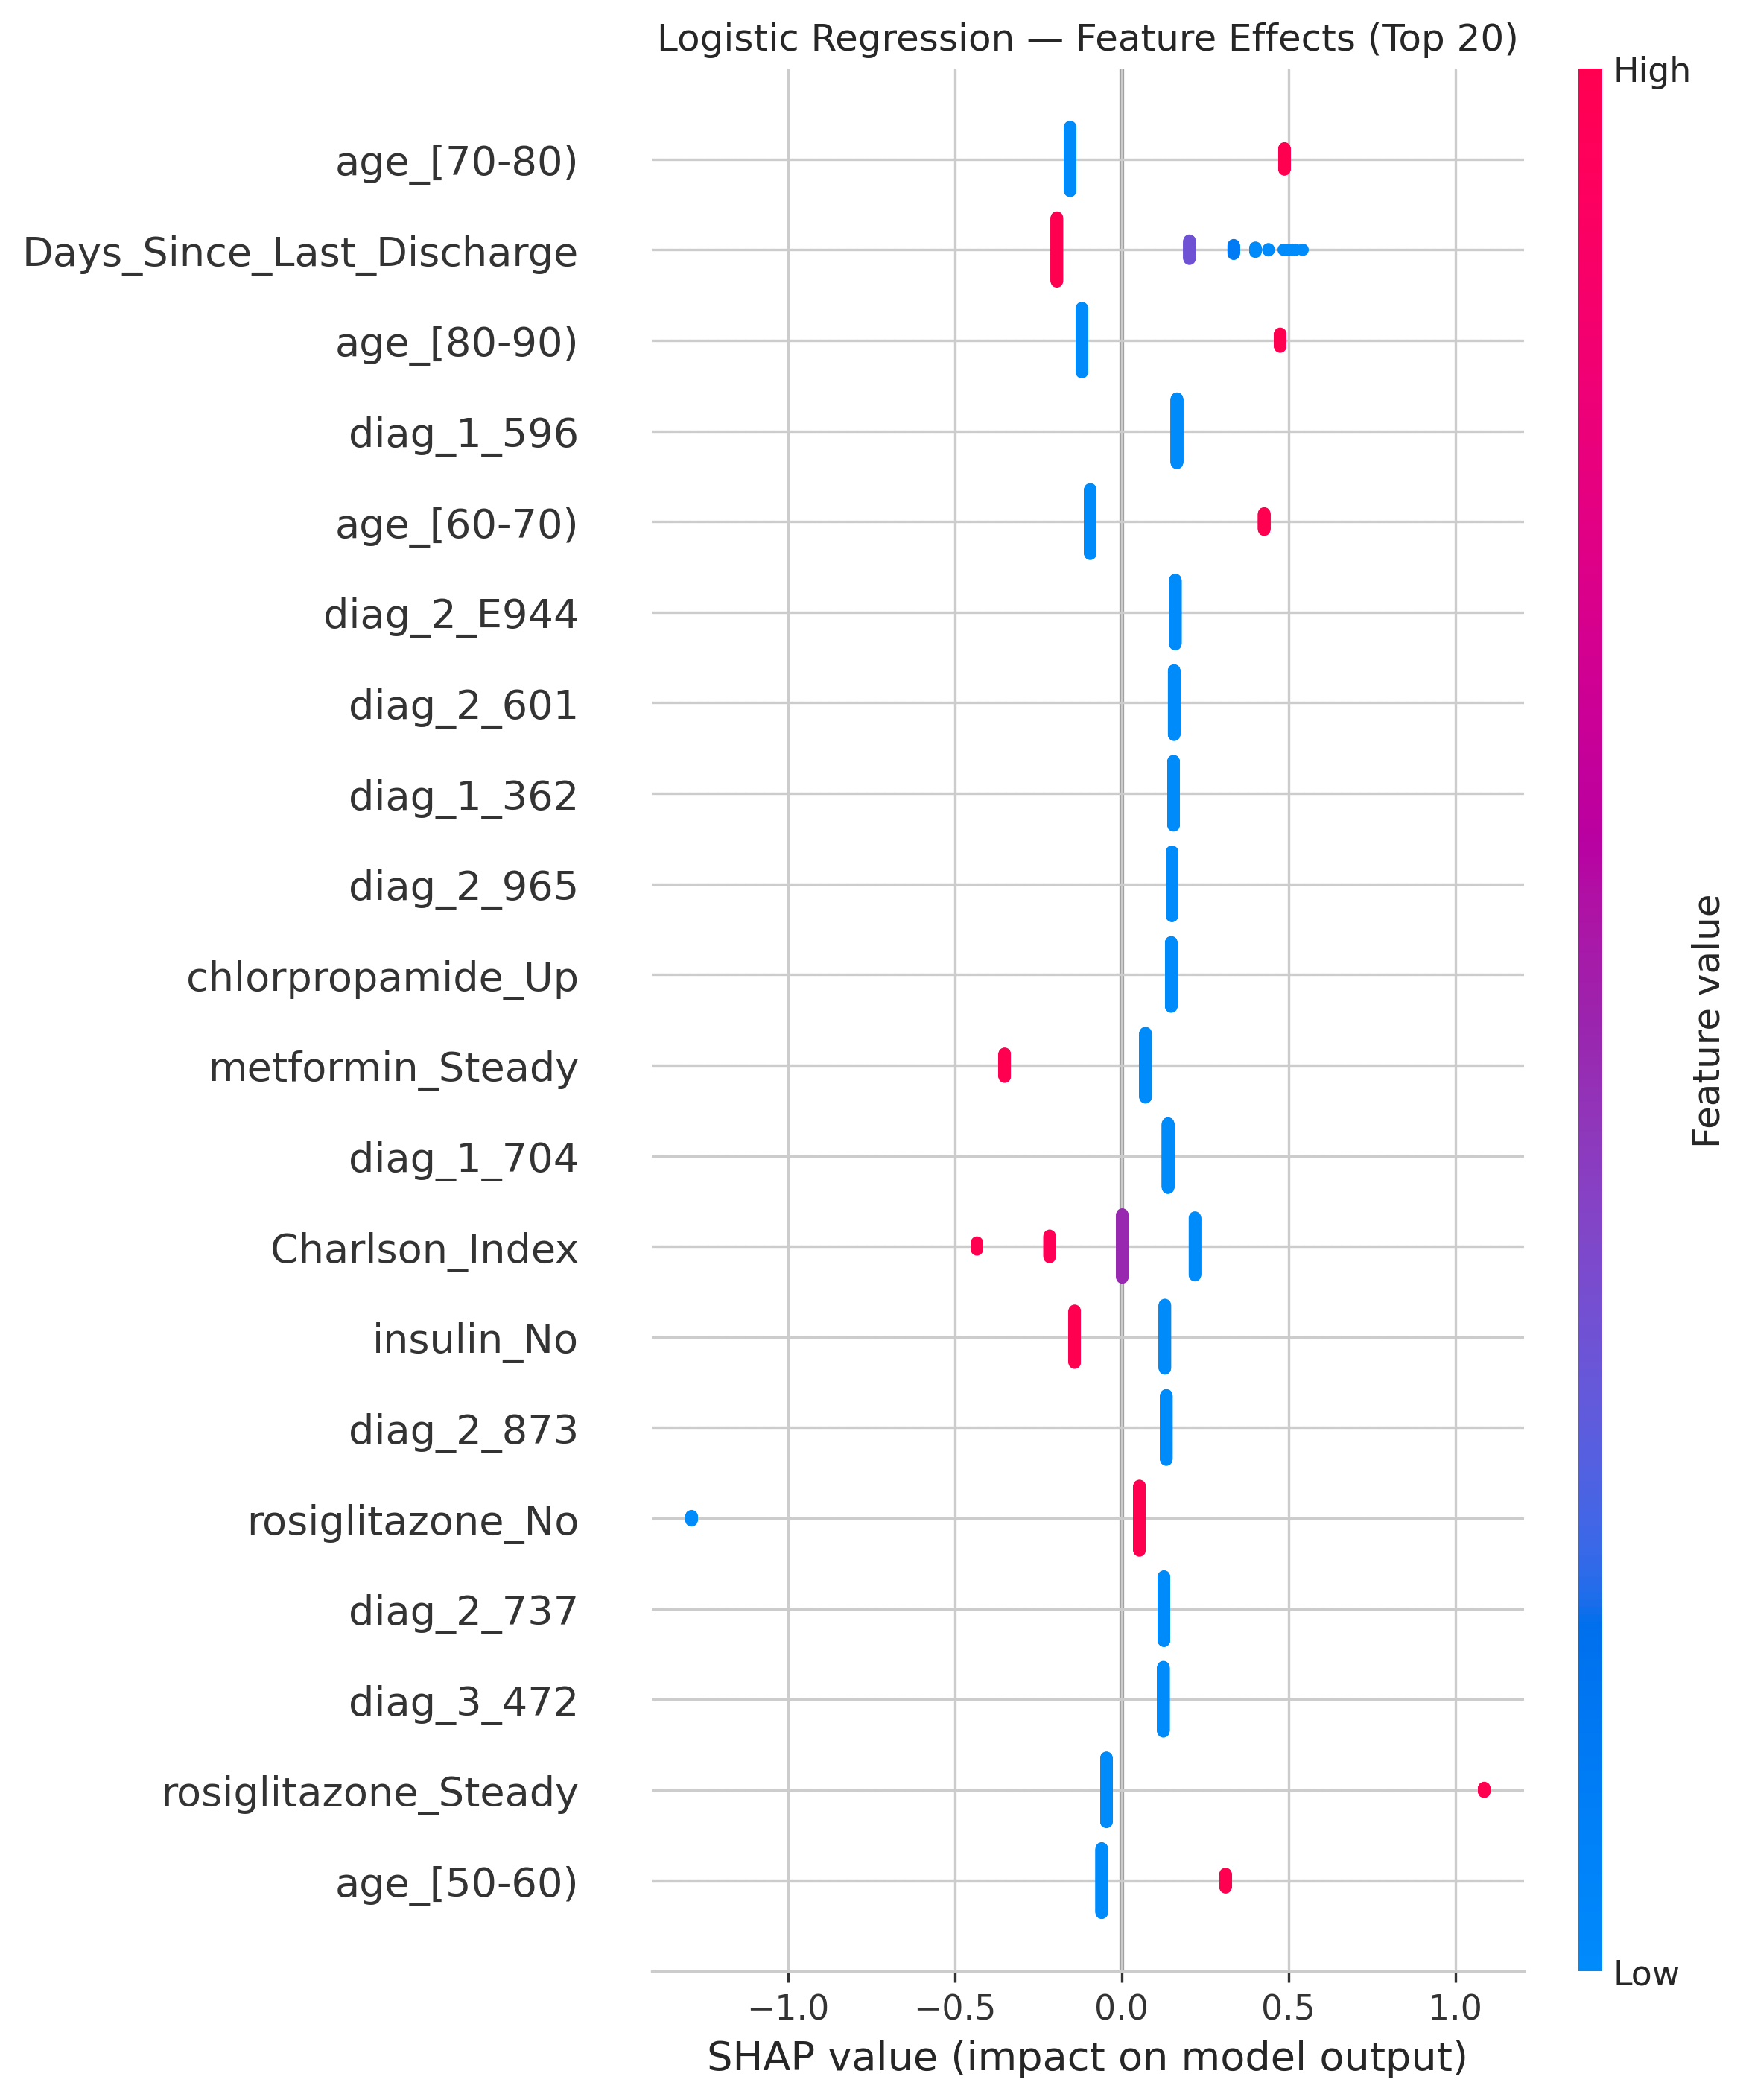 Logistic Regression — Feature Effects (Top 20)
High
age_[70-80)
Days_Since_Last_Discharge
age_[80-90)
diag_1_596
age_[60-70)
diag_2_E944
diag_2_601
diag_1_362
diag_2_965
chlorpropamide_Up
metformin_Steady
diag_1_704
Charlson_Index
insulin_No
diag_2_873
rosiglitazone_No
diag_2_737
diag_3_472
rosiglitazone_Steady
age_[50-60)
Feature value
Low
−1.0 −0.5 0.0 0.5 1.0
SHAP value (impact on model output)